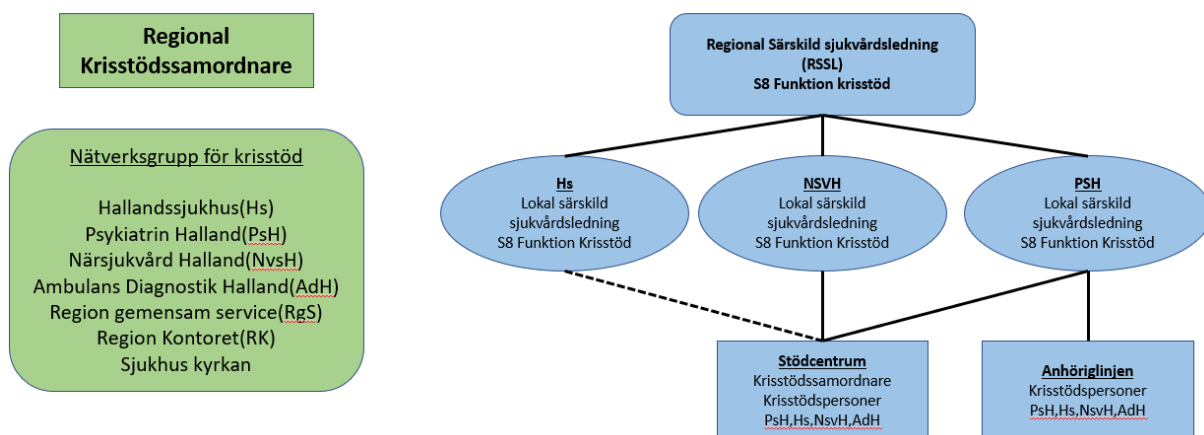 Regional
Krisstödssamordnare
Nätverksgrupp för krisstöd
Hallandssjukhus(Hs)
Psykiatrin Halland(PsH)
Närsjukvård Halland(NvsH)
Ambulans Diagnostik Halland(AdH)
Region gemensam service(RgS)
Region Kontoret(RK)
Sjukhus kyrkan
Regional Särskild sjukvårdsledning
(RSSL)
S8 Funktion krisstöd
Hs
Lokal särskild
sjukvårdsledning
S8 Funktion Krisstöd
NSVH
Lokal särskild
sjukvårdsledning
S8 Funktion Krisstöd
PSH
Lokal särskild
sjukvårdsledning
S8 Funktion Krisstöd
Stödcentrum
Krisstödssamordnare
Krisstödspersoner
PsH,Hs,NsvH,AdH
Anhöriglinjen
Krisstödspersoner
PsH,Hs,NsvH,AdH